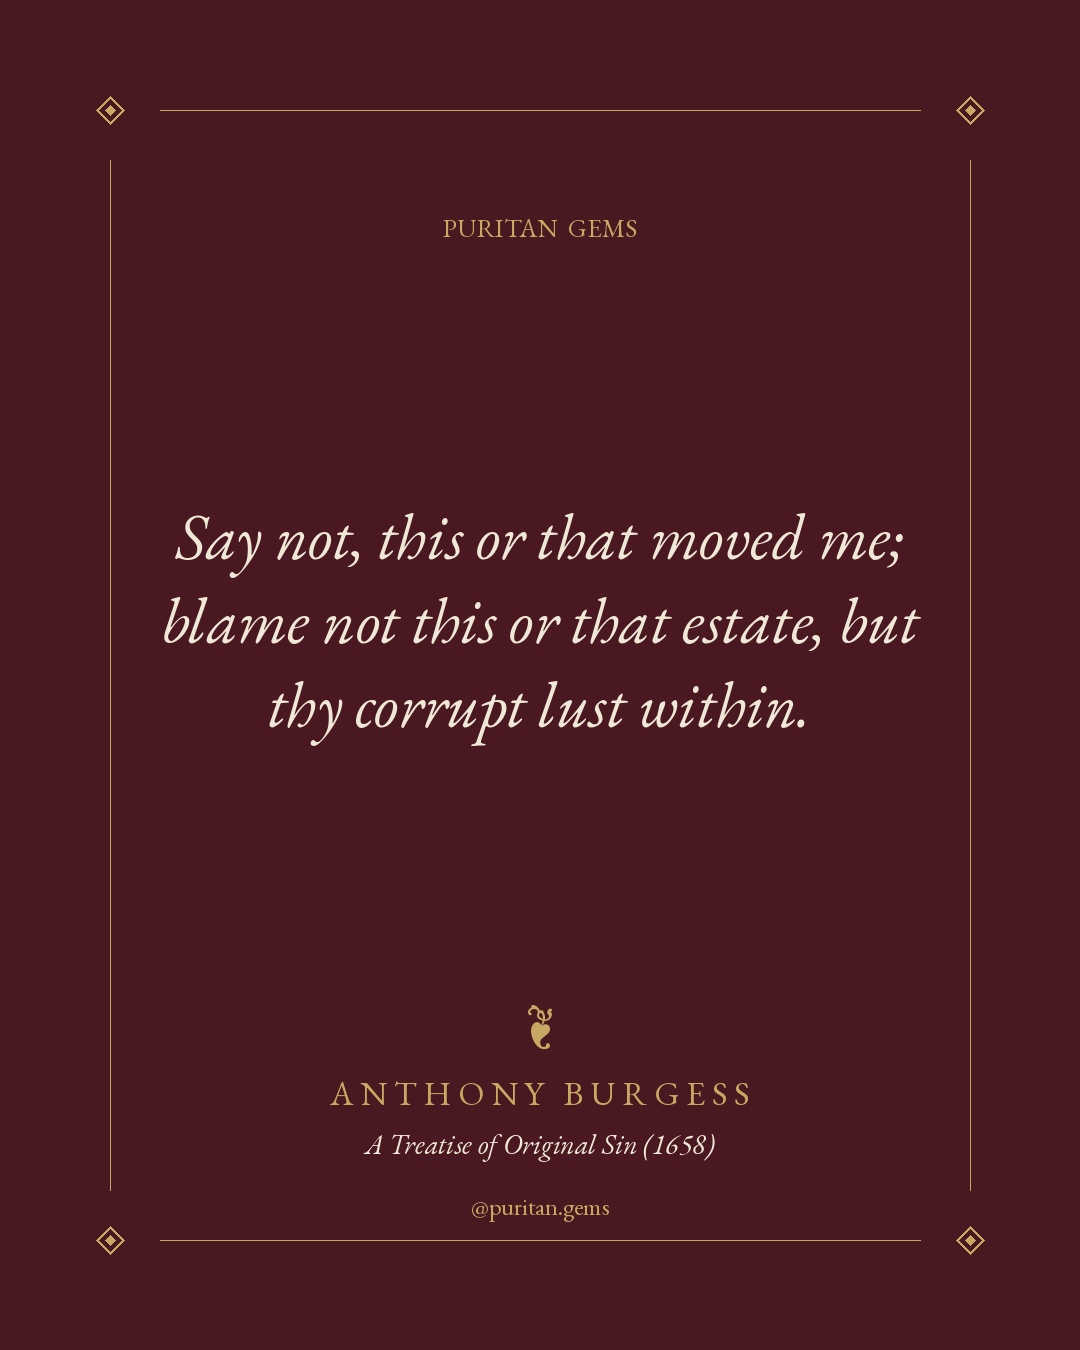 PURITAN GEMS
Say not, this or that moved me;
blame not this or that estate, but
thy corrupt lust within.
ANTHONY BURGESS
A Treatise of Original Sin (1658)
@puritan.gems